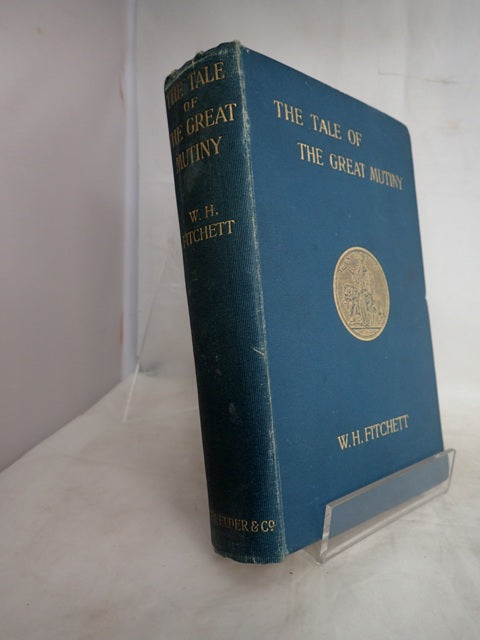 THE TALE
OF
THE GREAT
MUTINY
W. H.
FITCHETT
ELDER & Co.
THE TALE OF
THE GREAT MUTINY
W. H. FITCHETT